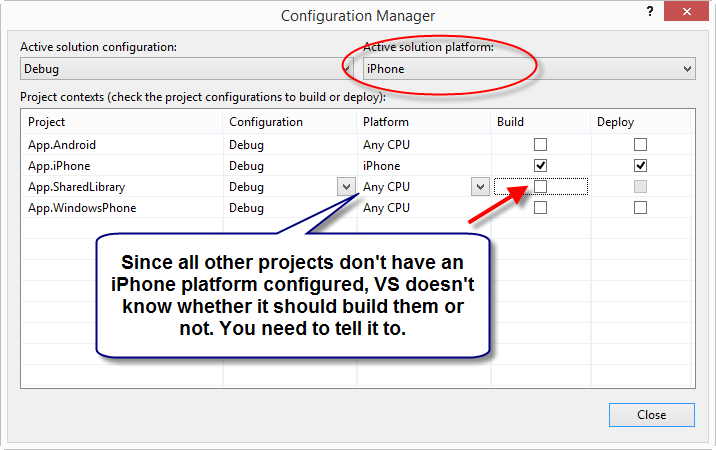 Configuration Manager
?
Active solution configuration: Active solution platform:
Debug iPhone
Project contexts (check the project configurations to build or deploy):
Project Configuration Platform Build Deploy
App.Android Debug Any CPU
App.iPhone Debug iPhone
App.SharedLibrary Debug Any CPU
App.WindowsPhone Debug Any CPU
Since all other projects don't have an
iPhone platform configured, VS doesn't
know whether it should build them or
not. You need to tell it to.
Close